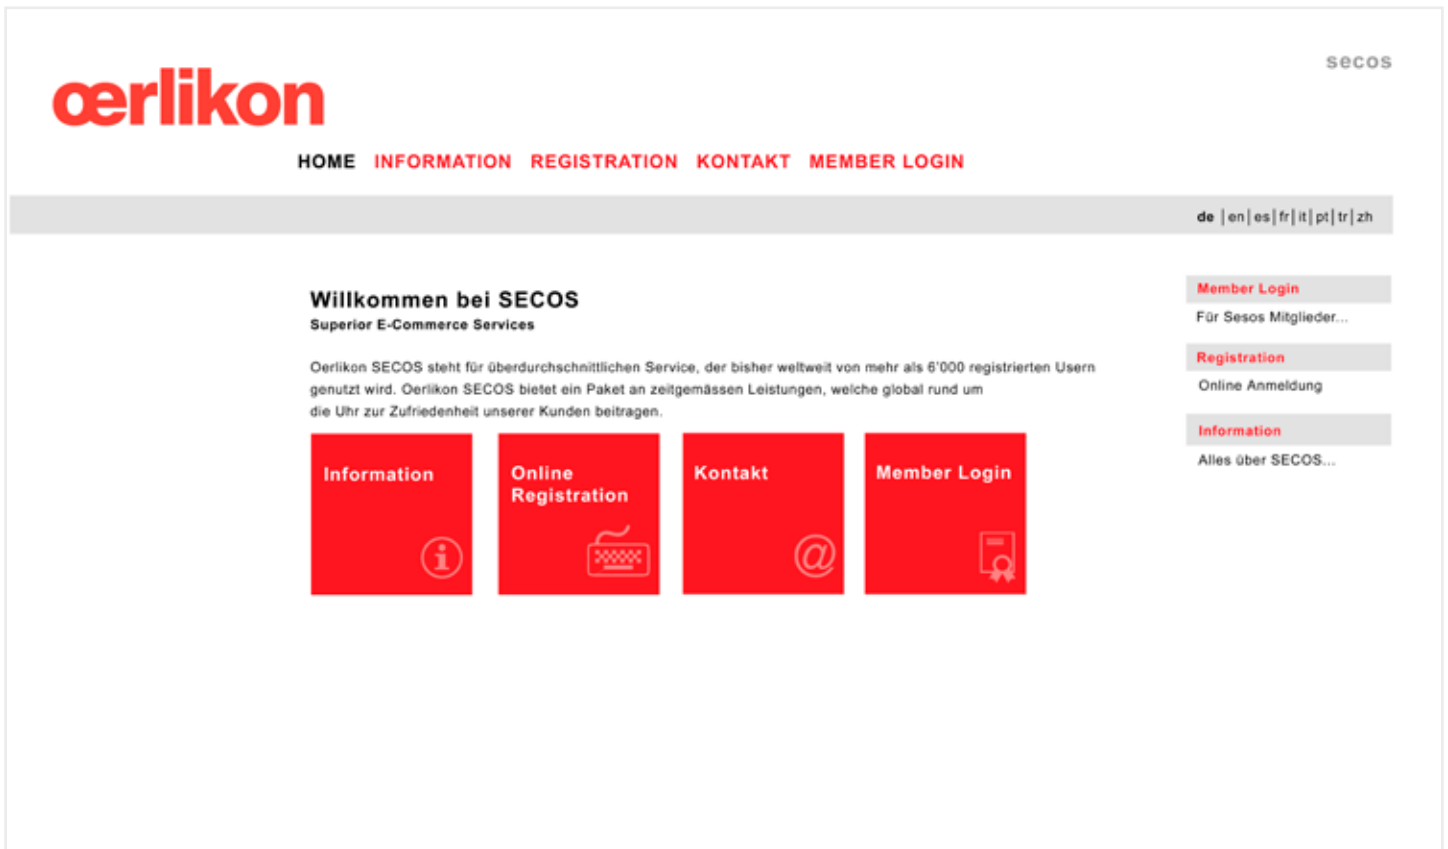 secos
œrlikon
HOME INFORMATION REGISTRATION KONTAKT MEMBER LOGIN
de |en|es|fr|it|pt|tr|zh
Willkommen bei SECOS
Superior E-Commerce Services
Oerlikon SECOS steht für überdurchschnittlichen Service, der bisher weltweit von mehr als 6'000 registrierten Usern
genutzt wird. Oerlikon SECOS bietet ein Paket an zeitgemässen Leistungen, welche global rund um
die Uhr zur Zufriedenheit unserer Kunden beitragen.
Information
Online
Registration
Kontakt
@
Member Login
Member Login
Für Sesos Mitglieder...
Registration
Online Anmeldung
Information
Alles über SECOS...